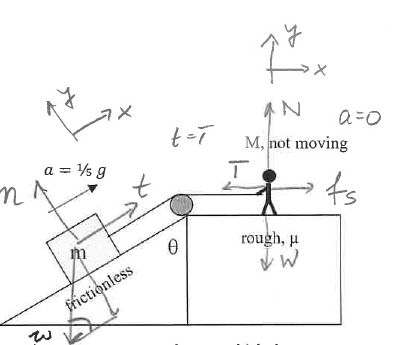 y
x
N
a=0
t=T
M, not moving
y
x
a = ⅕ g
T
n
t
fs
m
θ
rough, μ
W
frictionless
w